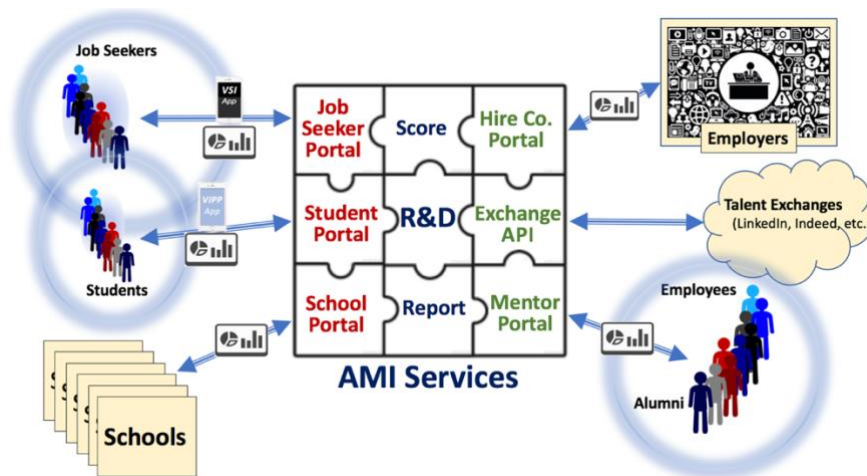 Job Seekers
VSI
App
Job
Seeker
Portal
Score
Hire Co.
Portal
Employers
VIPP
App
Student
Portal
R&D
Exchange
API
Talent Exchanges
(LinkedIn, Indeed, etc.
Students
School
Portal
Report
Mentor
Portal
Employees
Alumni
AMI Services
Schools